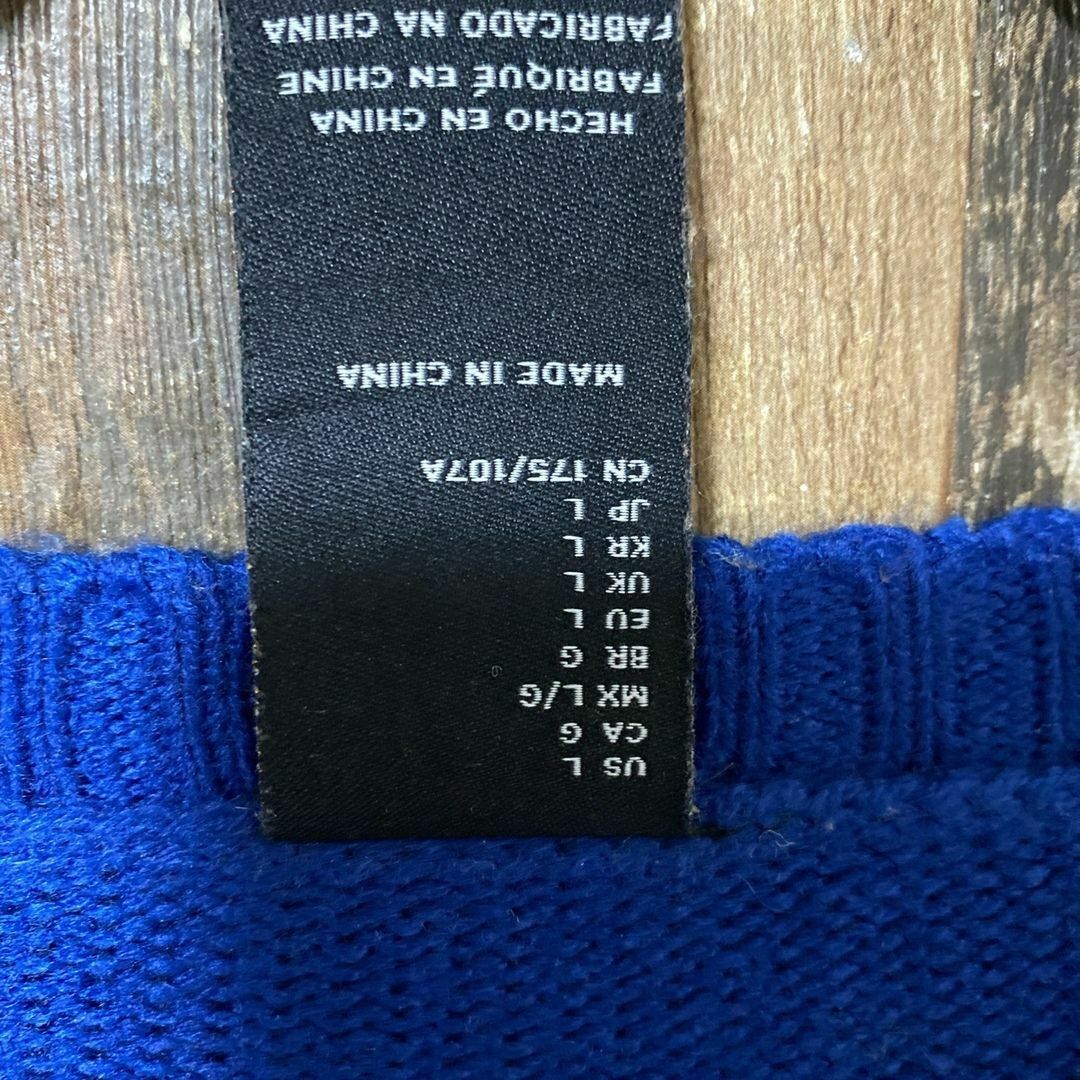 US L
CA G
MX L/G
BR G
EU L
UK L
KR L
JP L
CN 175/107A
MADE IN CHINA
HECHO EN CHINA
FABRIQUÉ EN CHINE
FABRICADO NA CHINA